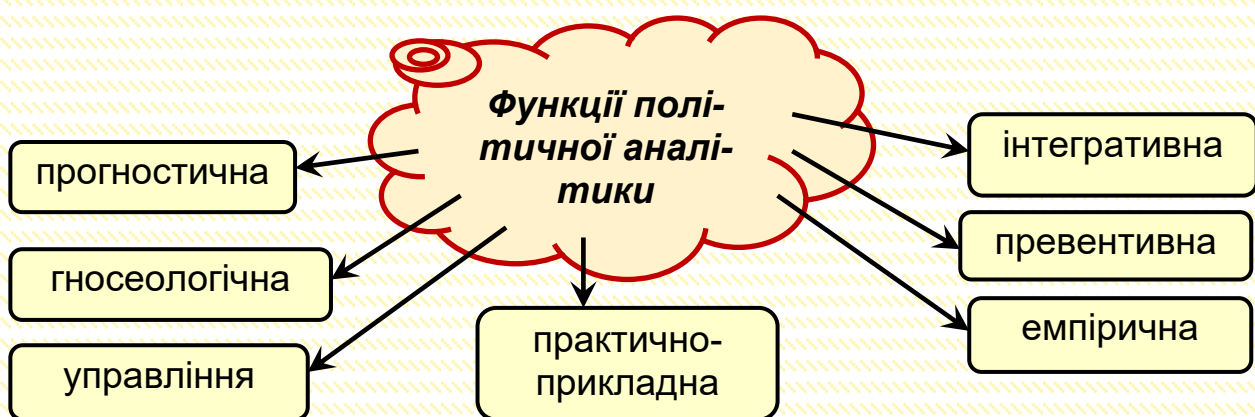 Функції полі-
тичної аналі-
тики
прогностична
гносеологічна
управління
практично-
прикладна
інтегративна
превентивна
емпірична